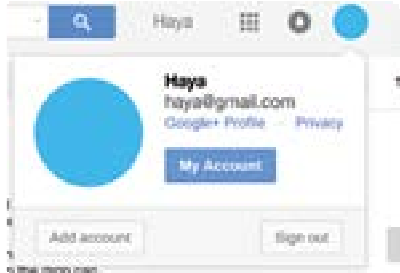 Haya
Haya
haya@gmail.com
Google+ Profile – Privacy
My Account
Add account Sign out